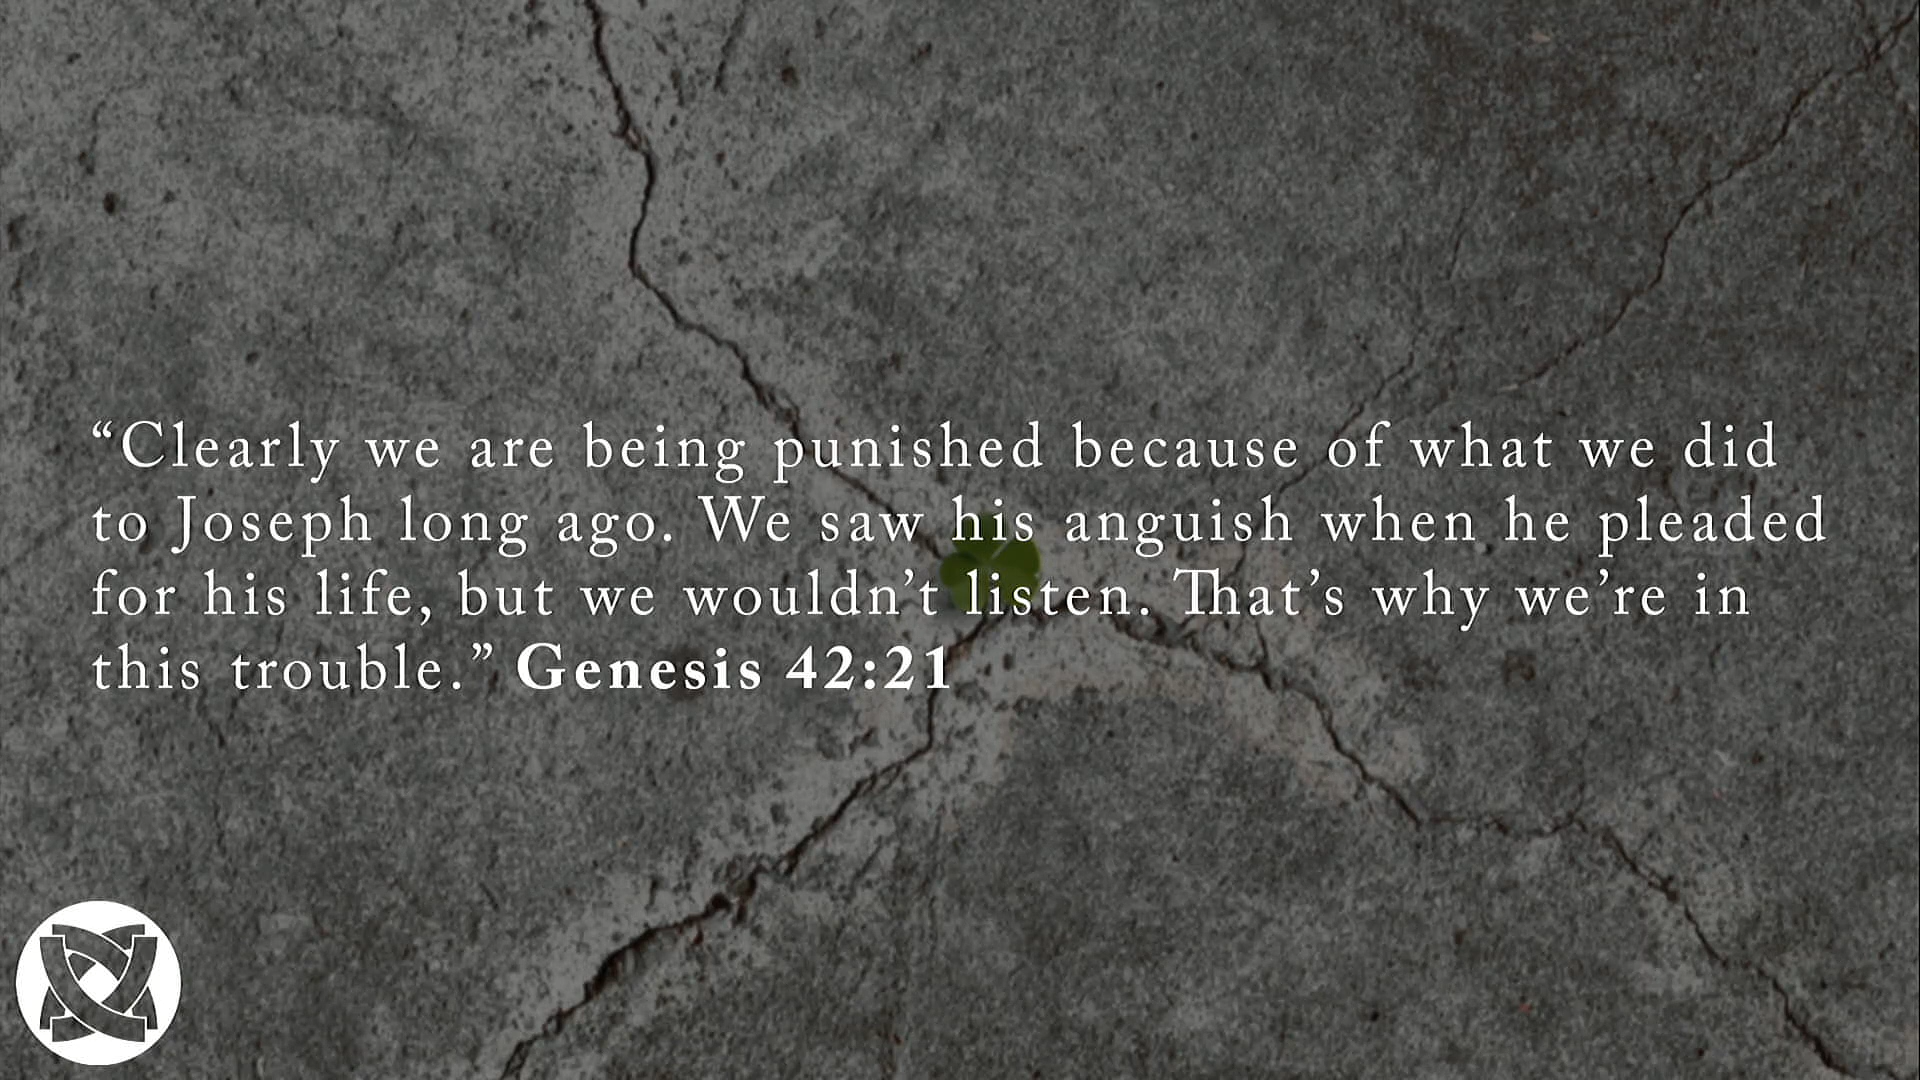 “Clearly we are being punished because of what we did
to Joseph long ago. We saw his anguish when he pleaded
for his life, but we wouldn’t listen. That’s why we’re in
this trouble.” Genesis 42:21